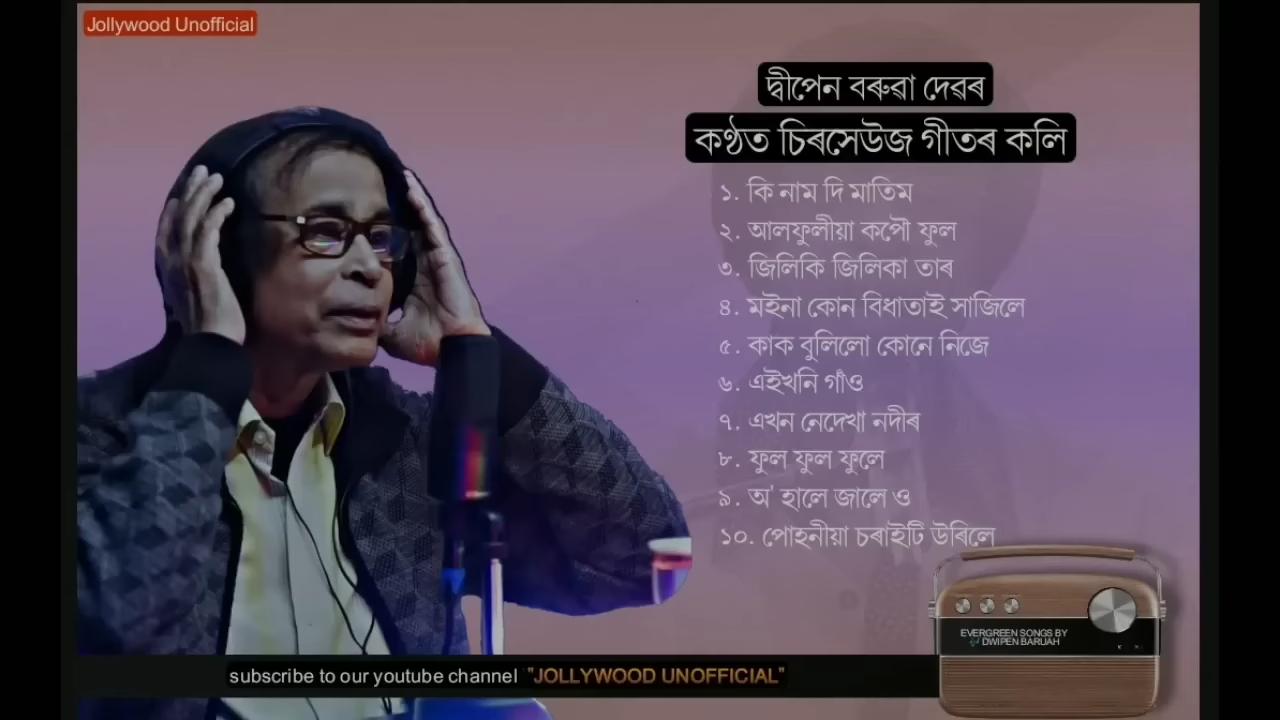 Jollywood Unofficial
দ্বীপেন বৰুৱা দেৱৰ
কণ্ঠত চিৰসেউজ গীতৰ কলি
১. কি নাম দি মাতিম
২. আলফুলীয়া কপৌ ফুল
৩. জিলিকি জিলিকা তাৰ
৪. মইনা কোন বিধাতাই সাজিলে
৫. কাক বুলিলো কোনে নিজে
৬. এইখনি গাঁও
৭. এখন নেদেখা নদীৰ
৮. ফুল ফুল ফুলে
৯. অ' হালে জালে ও
১০. পোহনীয়া চৰাইটি উৰিলে
EVERGREEN SONGS BY
DWIPEN BARUAH
subscribe to our youtube channel "JOLLYWOOD UNOFFICIAL"